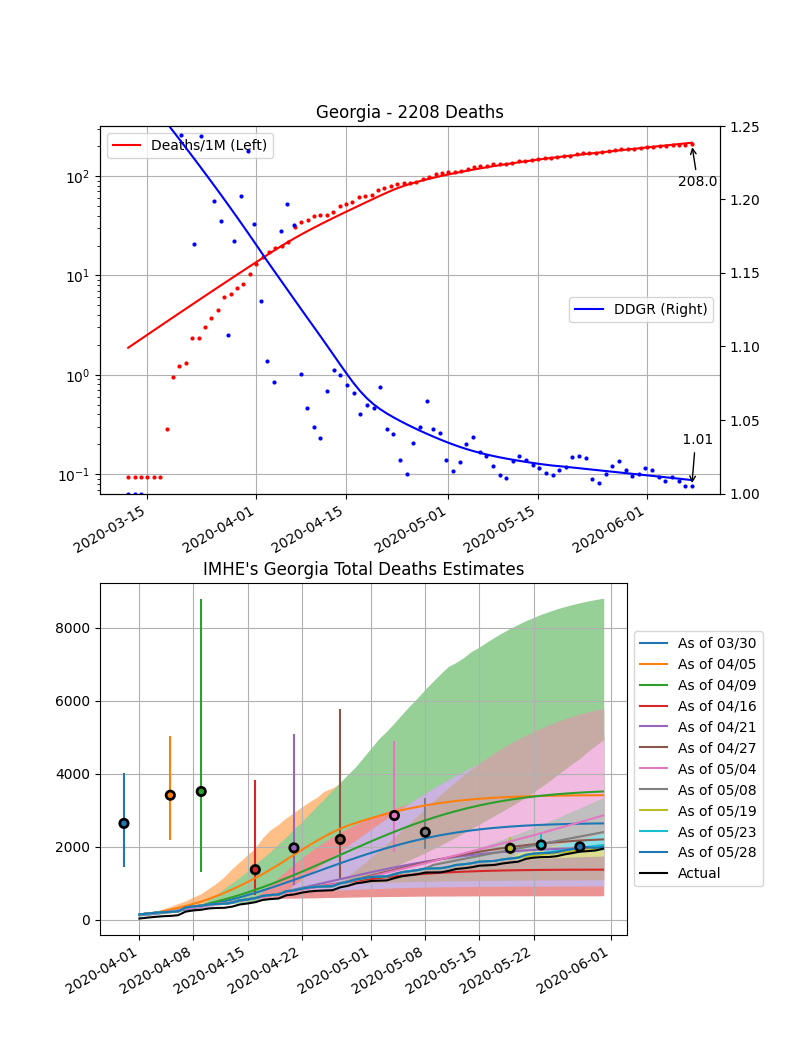 Georgia - 2208 Deaths
Deaths/1M (Left)
DDGR (Right)
208.0
1.01
10²
10¹
10⁰
10⁻¹
1.25
1.20
1.15
1.10
1.05
1.00
2020-03-15
2020-04-01
2020-04-15
2020-05-01
2020-05-15
2020-06-01
IMHE's Georgia Total Deaths Estimates
8000
6000
4000
2000
0
2020-04-01
2020-04-08
2020-04-15
2020-04-22
2020-05-01
2020-05-08
2020-05-15
2020-05-22
2020-06-01
As of 03/30
As of 04/05
As of 04/09
As of 04/16
As of 04/21
As of 04/27
As of 05/04
As of 05/08
As of 05/19
As of 05/23
As of 05/28
Actual